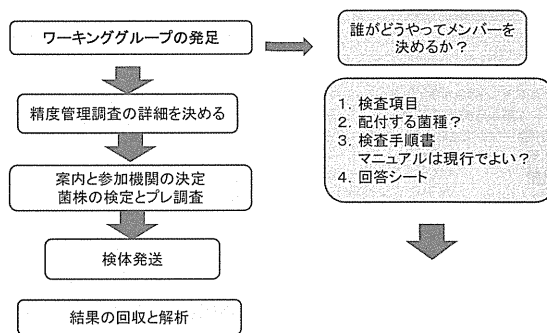 ワーキンググループの発足
誰がどうやってメンバーを
決めるか？
精度管理調査の詳細を決める
1. 検査項目
2. 配付する菌種？
3. 検査手順書
マニュアルは現行でよい？
4. 回答シート
案内と参加機関の決定
菌株の検定とプレ調査
検体発送
結果の回収と解析